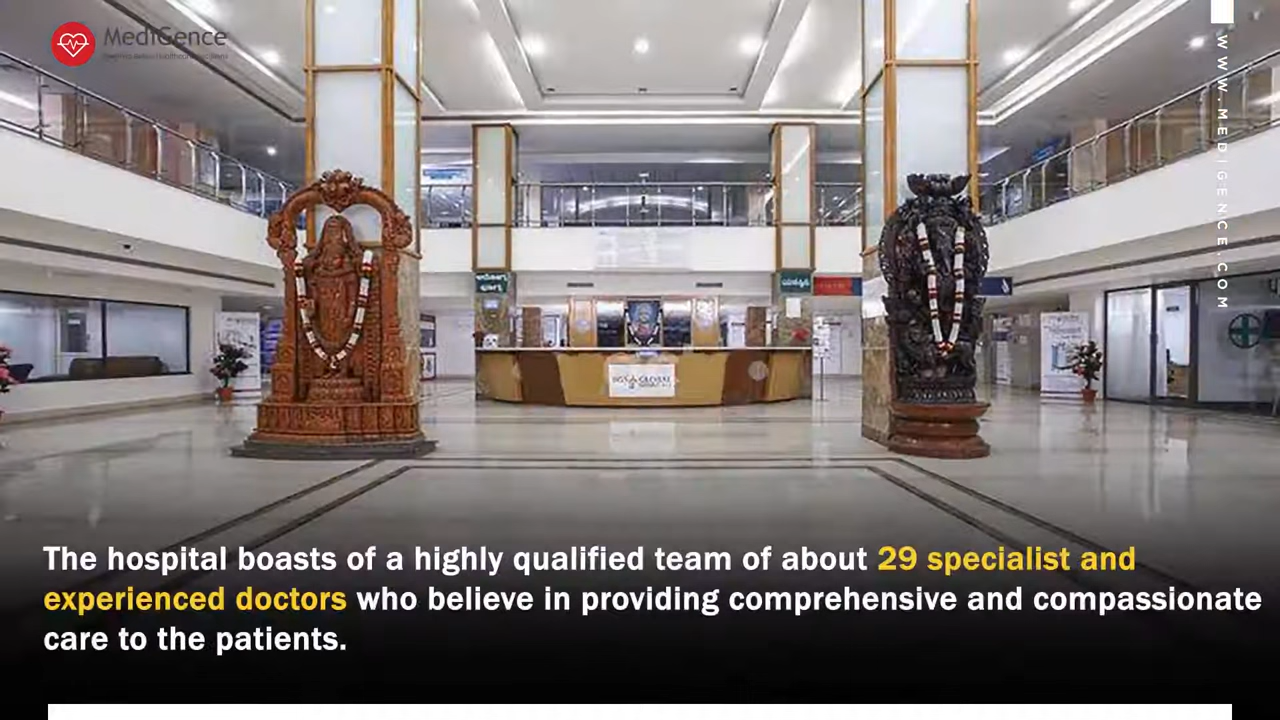 MediGence
WWW.MEDIGENCE.COM
GLOBAL
The hospital boasts of a highly qualified team of about 29 specialist and
experienced doctors who believe in providing comprehensive and compassionate
care to the patients.